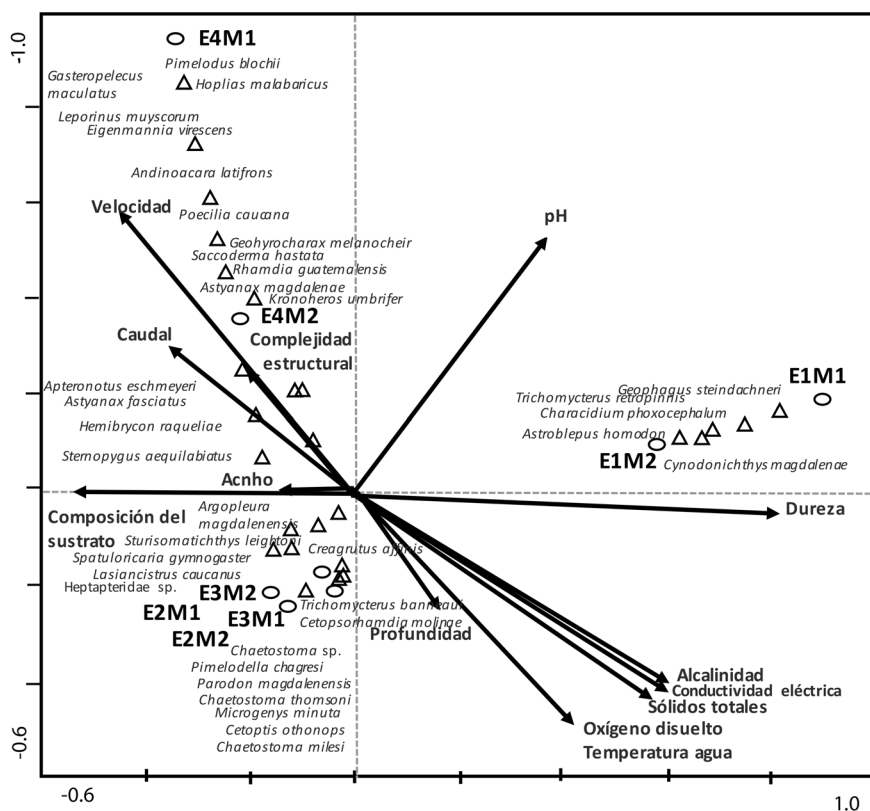 -1.0
E4M1
Pimelodus blochii
Gasteropelecus
maculatus
Hoplias malabaricus
Leporinus muyscorum
Eigenmannia virescens
Andinoacara latifrons
Velocidad
Poecilia caucana
pH
Geohyrocharax melanocheir
Saccoderma hastata
Rhamdia guatemalensis
Astyanax magdalenae
Kronoheros umbrifer
E4M2
Caudal
Complejidad
estructural
Apteronotus eschmeyeri
Astyanax fasciatus
Hemibrycon raqueliae
Sternopygus aequilabiatus
Geophagus steindachneri
E1M1
Trichomycterus retropinnis
Characidium phoxocephalum
Astroblepus homodon
E1M2
Cynodonichthys magdalenae
Acnho
Composición del
sustrato
Dureza
Argopleura
magdalenensis
Sturisomatichthys leightoni
Creagrutus affinis
Spatuloricaria gymnogaster
Lasiancistrus caucanus
Heptapteridae sp.
E3M2
E2M1
E3M1
Trichomycterus banneaui
Cetopsorhamdia molinae
Profundidad
E2M2
Chaetostoma sp.
Pimelodella chagresi
Parodon magdalenensis
Chaetostoma thomsoni
Microgenys minuta
Cetoptis othonops
Chaetostoma milesi
Alcalinidad
Conductividad eléctrica
Sólidos totales
Oxígeno disuelto
Temperatura agua
-0.6
-0.6
1.0